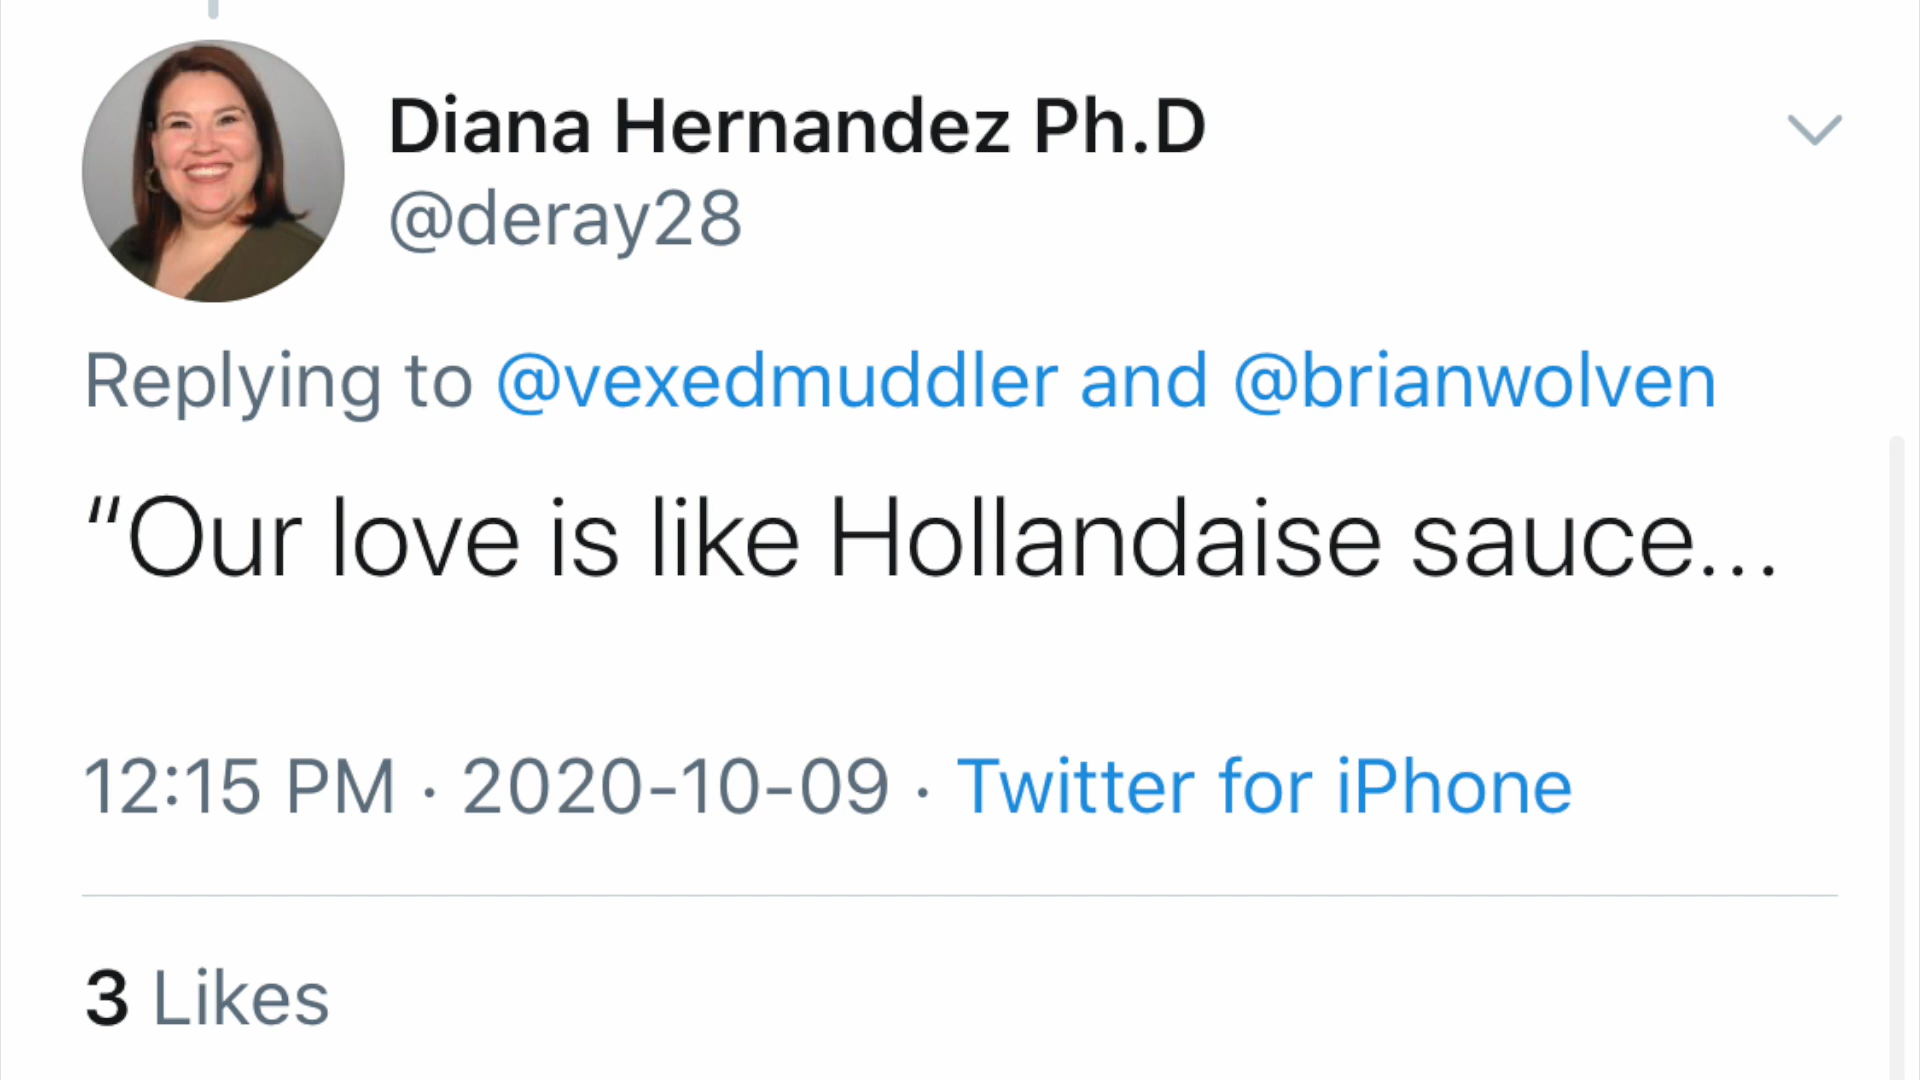 Diana Hernandez Ph.D
@deray28
Replying to @vexedmuddler and @brianwolven
“Our love is like Hollandaise sauce...
12:15 PM · 2020-10-09 · Twitter for iPhone
3 Likes